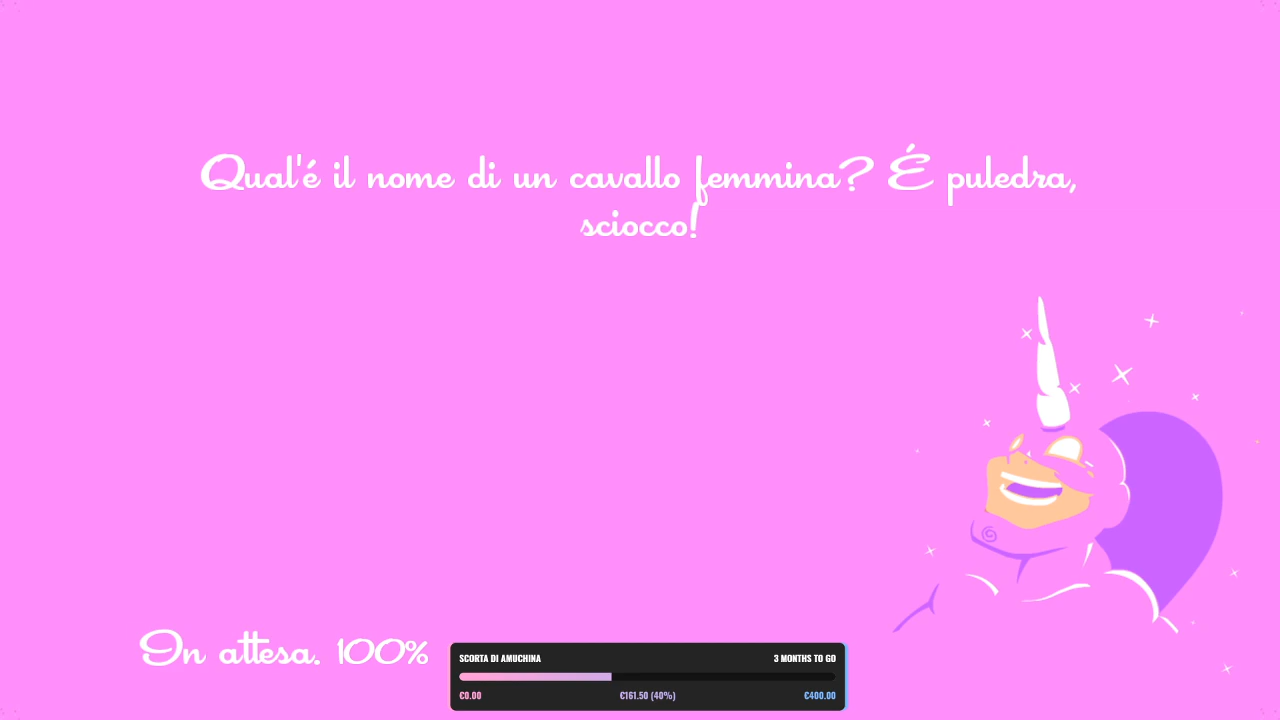 Qual'é il nome di un cavallo femmina? É puledra,
sciocco!
In attesa. 100%
SCORTA DI AMUCHINA 3 MONTHS TO GO
€0.00 €161.50 (40%) €400.00